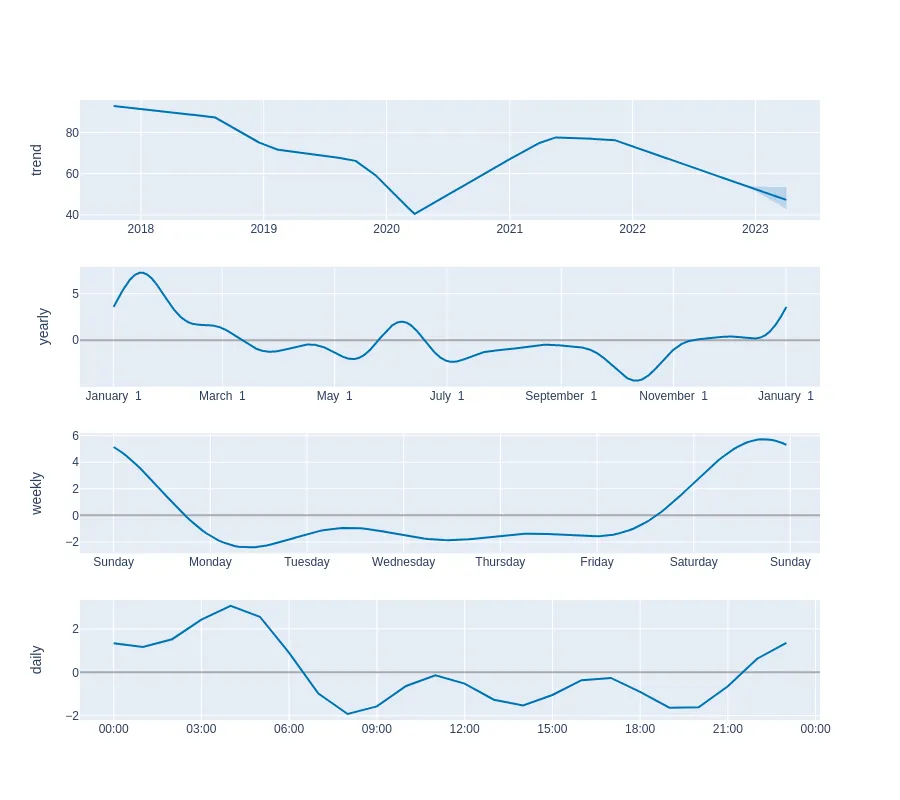 trend
80
60
40
2018 2019 2020 2021 2022 2023
yearly
5
0
January 1 March 1 May 1 July 1 September 1 November 1 January 1
weekly
6
4
2
0
−2
Sunday Monday Tuesday Wednesday Thursday Friday Saturday Sunday
daily
2
0
−2
00:00 03:00 06:00 09:00 12:00 15:00 18:00 21:00 00:00